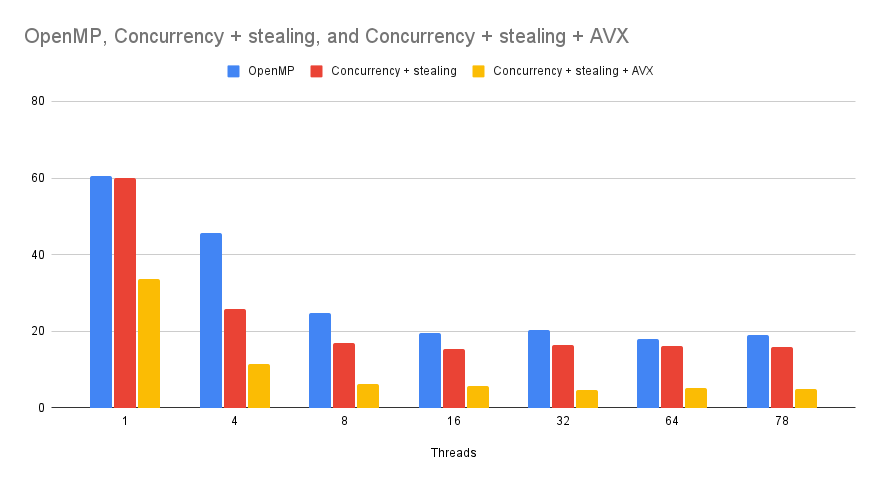 OpenMP, Concurrency + stealing, and Concurrency + stealing + AVX
OpenMP Concurrency + stealing Concurrency + stealing + AVX
80
60
40
20
0
1 4 8 16 32 64 78
Threads